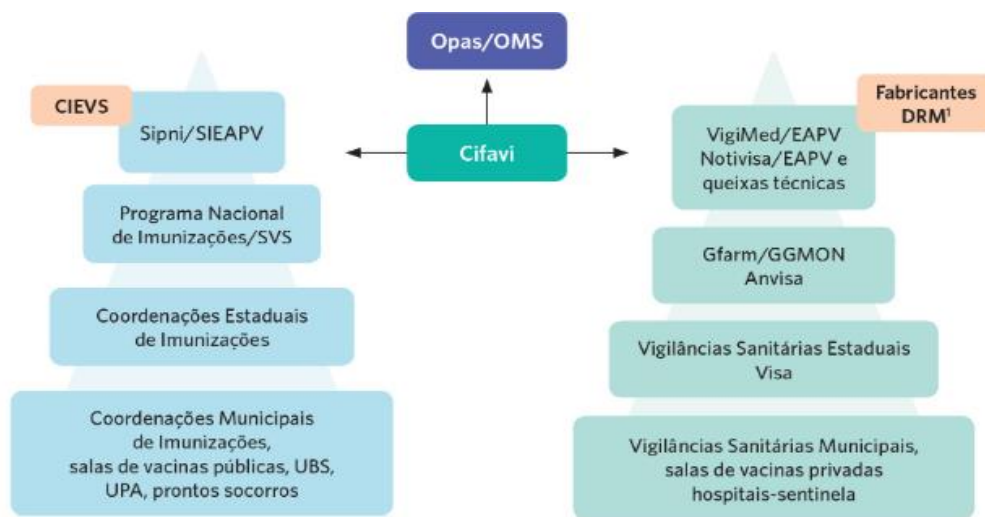 Opas/OMS
CIEVS
Sipni/SIEAPV
Cifavi
Fabricantes
DRM¹
VigiMed/EAPV
Notivisa/EAPV e
queixas técnicas
Programa Nacional
de Imunizações/SVS
Gfarm/GGMON
Anvisa
Coordenações Estaduais
de Imunizações
Vigilâncias Sanitárias Estaduais
Visa
Coordenações Municipais
de Imunizações,
salas de vacinas públicas, UBS,
UPA, prontos socorros
Vigilâncias Sanitárias Municipais,
salas de vacinas privadas
hospitais-sentinela